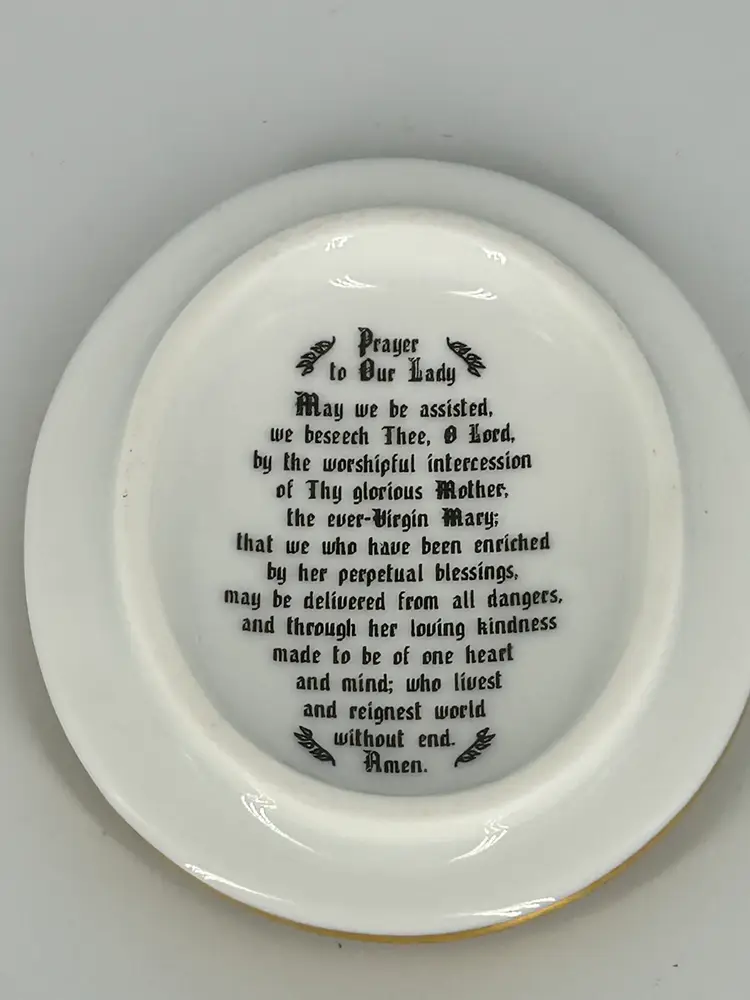 Prayer
to Our Lady
May we be assisted,
we beseech Thee, O Lord,
by the worshipful intercession
of Thy glorious Mother,
the ever-Virgin Mary;
that we who have been enriched
by her perpetual blessings,
may be delivered from all dangers,
and through her loving kindness
made to be of one heart
and mind; who livest
and reignest world
without end.
Amen.